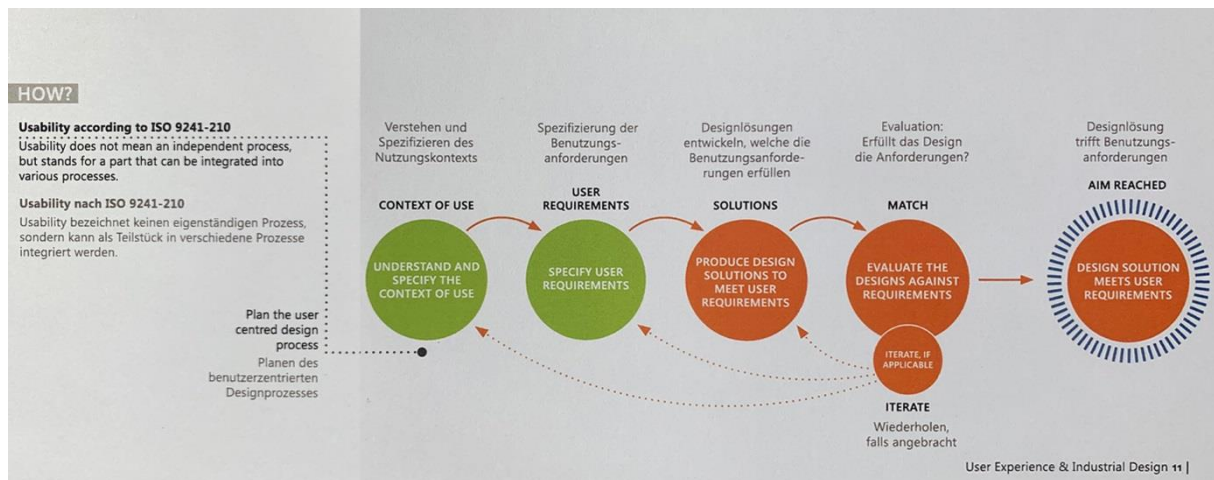 HOW?
Usability according to ISO 9241-210
Usability does not mean an independent process,
but stands for a part that can be integrated into
various processes.
Usability nach ISO 9241-210
Usability bezeichnet keinen eigenständigen Prozess,
sondern kann als Teilstück in verschiedene Prozesse
integriert werden.
Plan the user
centred design
process
Planen des
benutzerzentrierten
Designprozesses
Verstehen und
Spezifizieren des
Nutzungskontexts
CONTEXT OF USE
UNDERSTAND AND
SPECIFY THE
CONTEXT OF USE
Spezifizierung der
Benutzungs-
anforderungen
USER
REQUIREMENTS
SPECIFY USER
REQUIREMENTS
Designlösungen
entwickeln, welche die
Benutzungsanforde-
rungen erfüllen
SOLUTIONS
PRODUCE DESIGN
SOLUTIONS TO
MEET USER
REQUIREMENTS
Evaluation:
Erfüllt das Design
die Anforderungen?
MATCH
EVALUATE THE
DESIGNS AGAINST
REQUIREMENTS
ITERATE, IF
APPLICABLE
ITERATE
Wiederholen,
falls angebracht
Designlösung
trifft Benutzungs-
anforderungen
AIM REACHED
DESIGN SOLUTION
MEETS USER
REQUIREMENTS
User Experience & Industrial Design 11 |